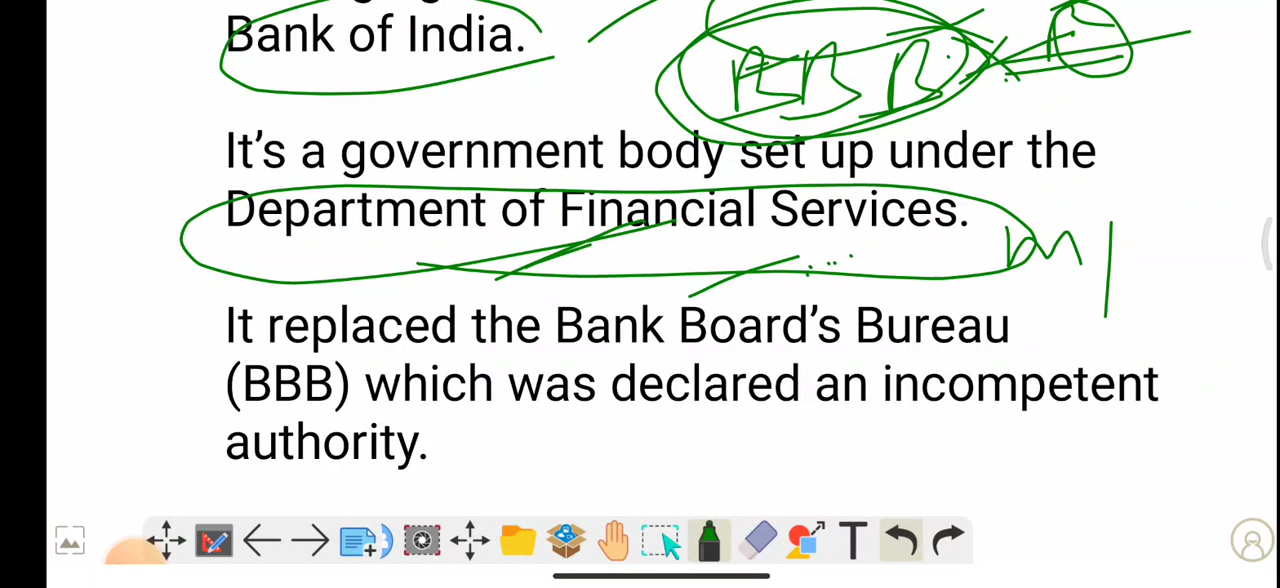 Bank of India.
BBB
It's a government body set up under the
Department of Financial Services.
It replaced the Bank Board's Bureau
(BBB) which was declared an incompetent
authority.
T